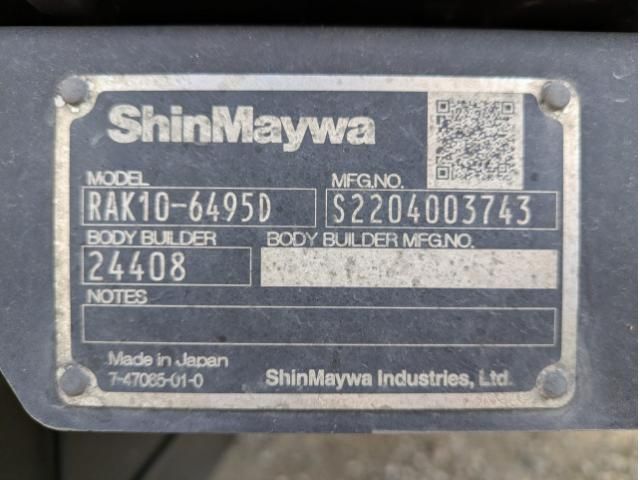 ShinMaywa
MODEL MFG.NO.
RAK10-6495D S2204003743
BODY BUILDER BODY BUILDER MFG.NO.
24408
NOTES
Made in Japan
7-47065-01-0 ShinMaywa Industries, Ltd.